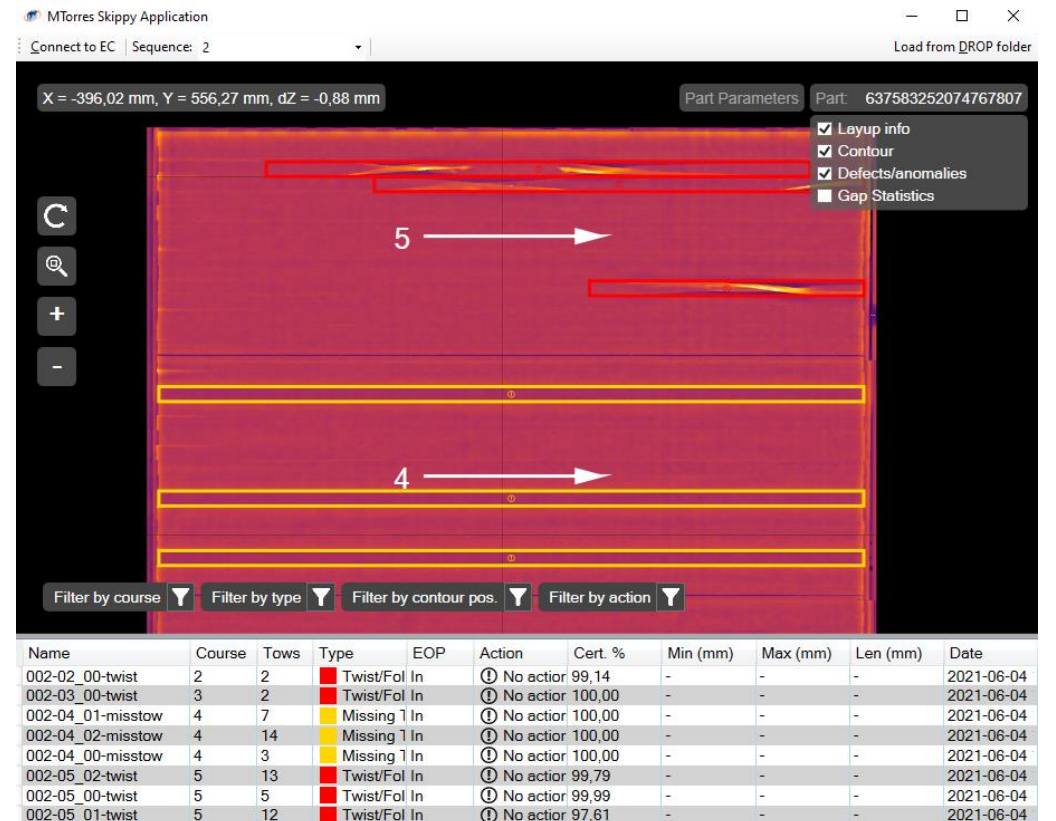 MTorres Skippy Application
Connect to EC Sequence: 2 Load from DROP folder
X = -396,02 mm, Y = 556,27 mm, dZ = -0,88 mm Part Parameters Part: 637583252074767807
Layup info
Contour
Defects/anomalies
Gap Statistics
5
4
Filter by course Filter by type Filter by contour pos. Filter by action
Name Course Tows Type EOP Action Cert. % Min (mm) Max (mm) Len (mm) Date
002-02_00-twist 2 2 Twist/Fol In No action 99,14 - - - 2021-06-04
002-03_00-twist 3 2 Twist/Fol In No action 100,00 - - - 2021-06-04
002-04_01-misstow 4 7 Missing T In No action 100,00 - - - 2021-06-04
002-04_02-misstow 4 14 Missing T In No action 100,00 - - - 2021-06-04
002-04_00-misstow 4 3 Missing T In No action 100,00 - - - 2021-06-04
002-05_02-twist 5 13 Twist/Fol In No action 99,79 - - - 2021-06-04
002-05_00-twist 5 5 Twist/Fol In No action 99,99 - - - 2021-06-04
002-05_01-twist 5 12 Twist/Fol In No action 97,61 - - - 2021-06-04